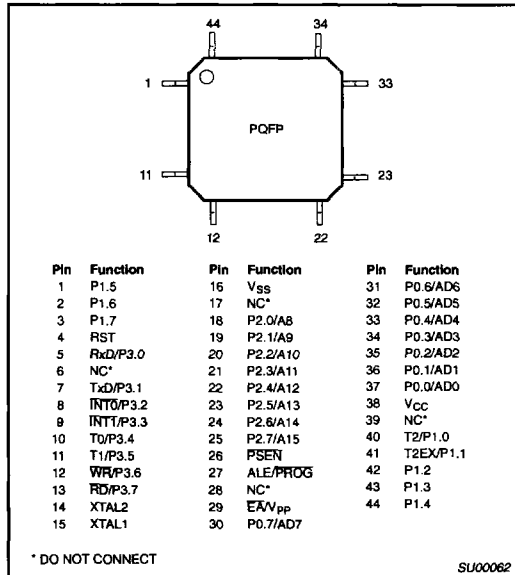 44 34
1 33
PQFP
11 23
12 22
Pin Function Pin Function Pin Function
1 P1.5 16 VSS 31 P0.6/AD6
2 P1.6 17 NC* 32 P0.5/AD5
3 P1.7 18 P2.0/A8 33 P0.4/AD4
4 RST 19 P2.1/A9 34 P0.3/AD3
5 RxD/P3.0 20 P2.2/A10 35 P0.2/AD2
6 NC* 21 P2.3/A11 36 P0.1/AD1
7 TxD/P3.1 22 P2.4/A12 37 P0.0/AD0
8 INT0/P3.2 23 P2.5/A13 38 VCC
9 INT1/P3.3 24 P2.6/A14 39 NC*
10 T0/P3.4 25 P2.7/A15 40 T2/P1.0
11 T1/P3.5 26 PSEN 41 T2EX/P1.1
12 WR/P3.6 27 ALE/PROG 42 P1.2
13 RD/P3.7 28 NC* 43 P1.3
14 XTAL2 29 EA/VPP 44 P1.4
15 XTAL1 30 P0.7/AD7
* DO NOT CONNECT
SU00062